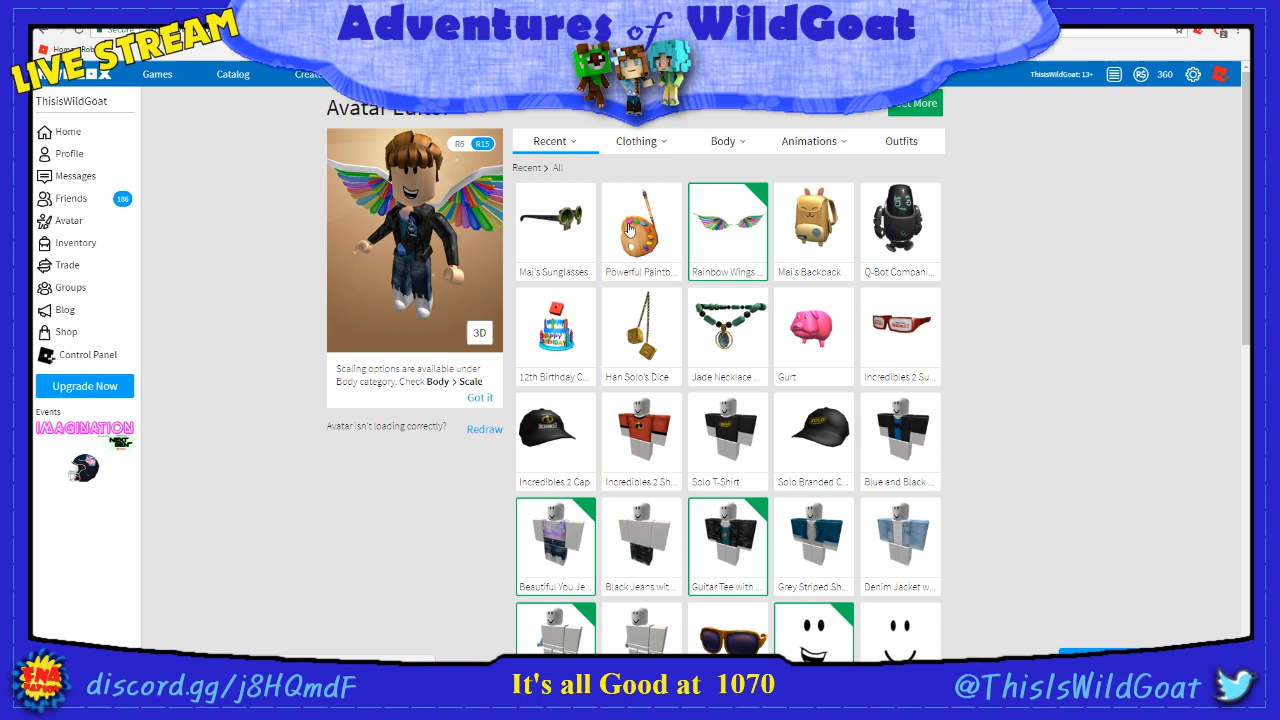 Adventures of WildGoat
LIVE STREAM
Games
Catalog
ThisisWildGoat: 13+
360
ThisisWildGoat
Home
Profile
Messages
Friends 186
Avatar
Inventory
Trade
Groups
Blog
Shop
Control Panel
Upgrade Now
Events
IMAGINATION
NEXT GEN
R6 R15
3D
Scaling options are available under
Body category. Check Body > Scale
Got it
Avatar isn't loading correctly? Redraw
Recent Clothing Body Animations Outfits
Recent > All
Mai's Sunglasses
Powerful Paintb...
Rainbow Wings ...
Mai's Backpack
Q-Bot Compani...
12th Birthday C...
Han Solo's Dice
Jade Necklace ...
Gurt
Incredibles 2 Su...
Incredibles 2 Cap
Incredibles 2 Sh...
Solo T-Shirt
Solo Branded C...
Blue and Black ...
Beautiful You Je...
Black Jeans wit...
Guitar Tee with ...
Grey Striped Sh...
Denim Jacket w...
discord.gg/j8HQmdF
It's all Good at 1070
@ThisIsWildGoat